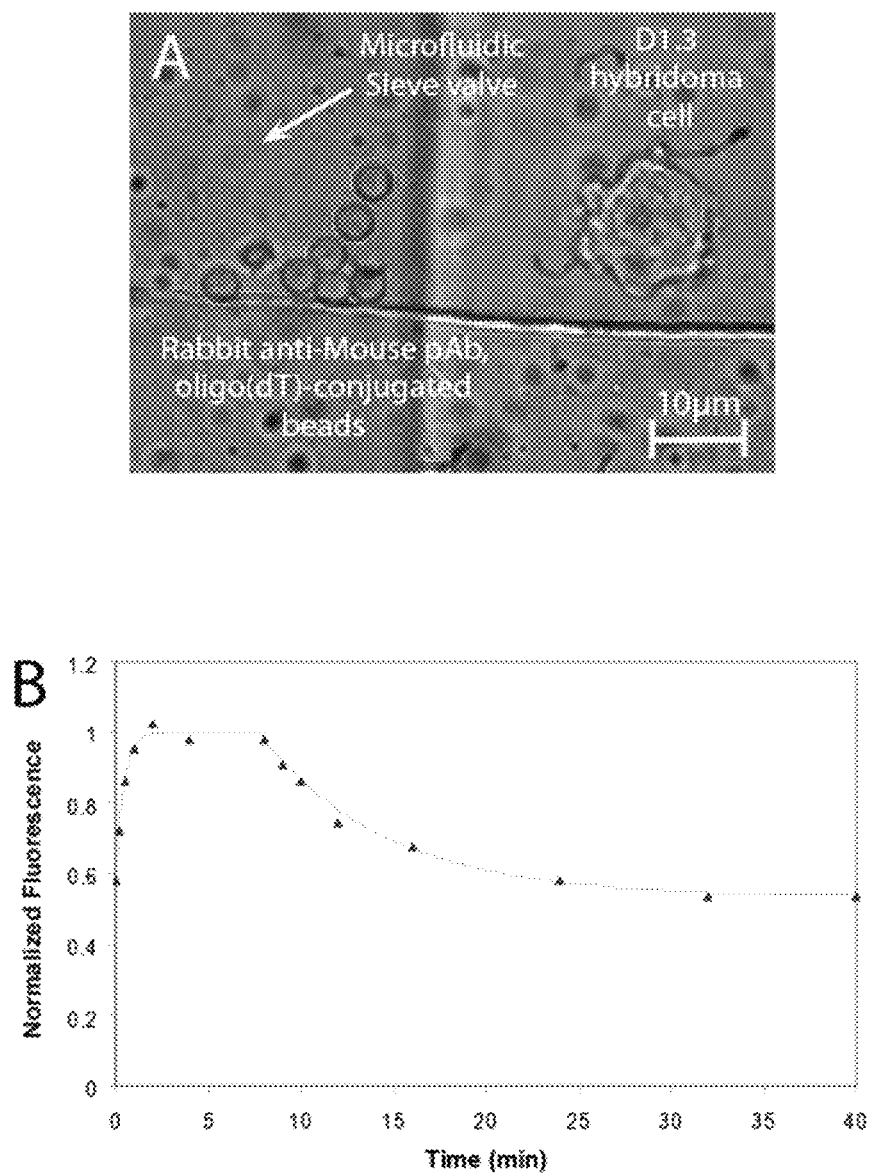 A
Microfluidic
Sieve valve
D1.3
hybridoma
cell
Rabbit anti-Mouse pAb,
oligo(dT)-conjugated
beads
10µm
B
Normalized Fluorescence
1.2
1
0.8
0.6
0.4
0.2
0
0 5 10 15 20 25 30 35 40
Time (min)